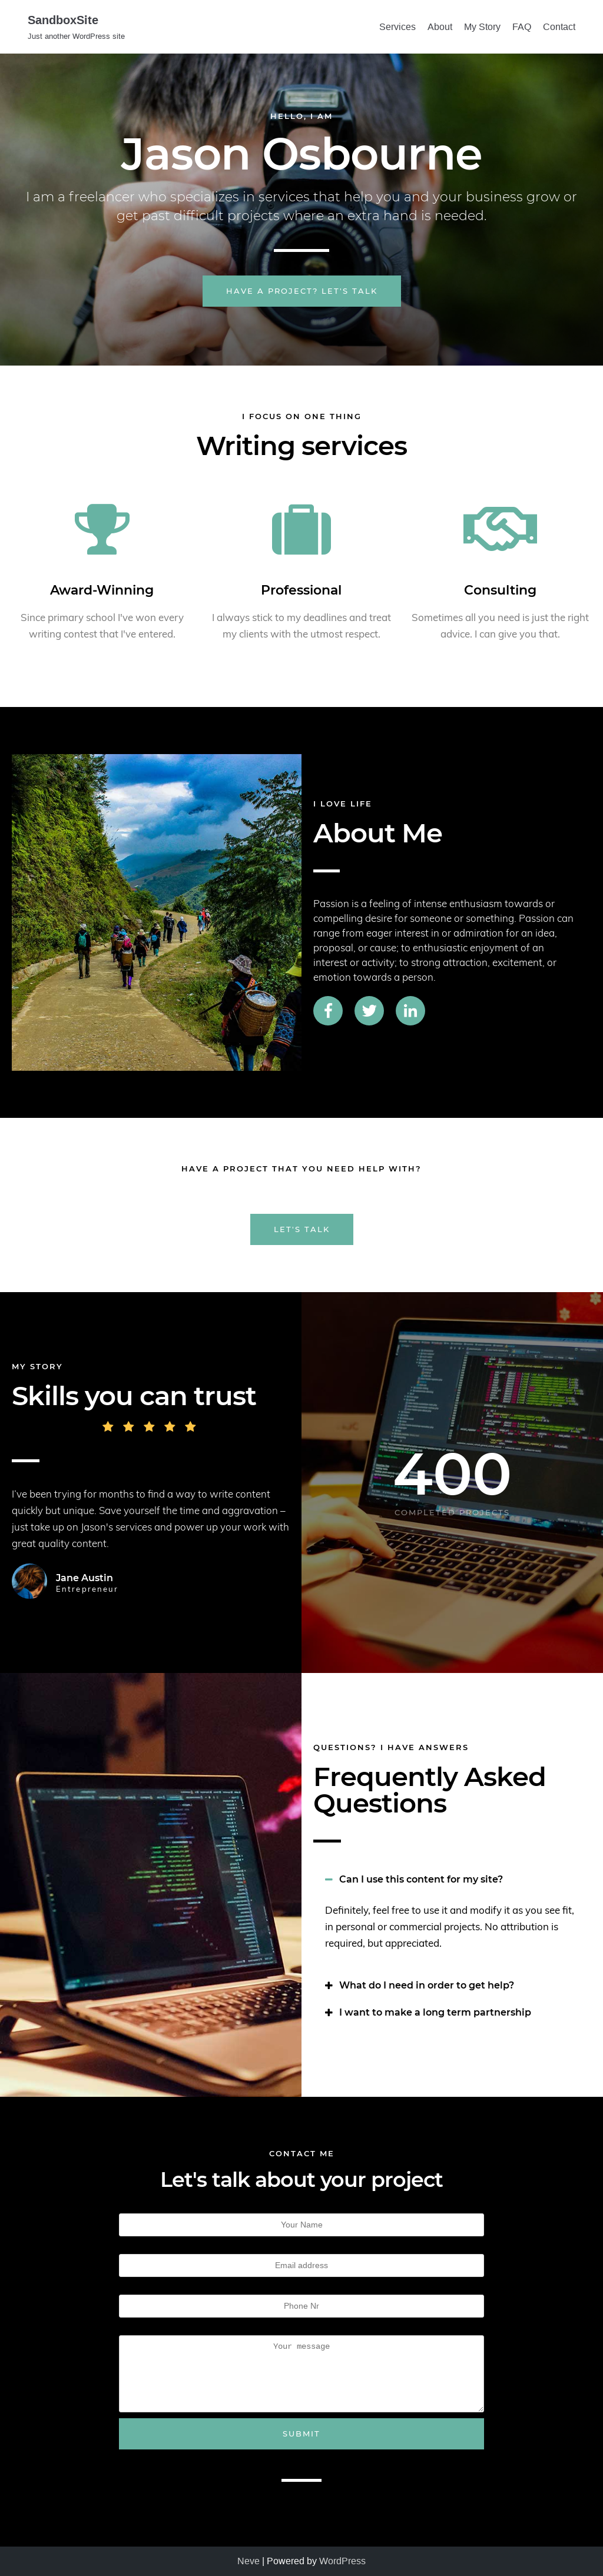 SandboxSite
Just another WordPress site
Services About My Story FAQ Contact
HELLO, I AM
Jason Osbourne
I am a freelancer who specializes in services that help you and your business grow or
get past difficult projects where an extra hand is needed.
HAVE A PROJECT? LET'S TALK
I FOCUS ON ONE THING
Writing services
Award-Winning
Since primary school I've won every
writing contest that I've entered.
Professional
I always stick to my deadlines and treat
my clients with the utmost respect.
Consulting
Sometimes all you need is just the right
advice. I can give you that.
I LOVE LIFE
About Me
Passion is a feeling of intense enthusiasm towards or
compelling desire for someone or something. Passion can
range from eager interest in or admiration for an idea,
proposal, or cause; to enthusiastic enjoyment of an
interest or activity; to strong attraction, excitement, or
emotion towards a person.
HAVE A PROJECT THAT YOU NEED HELP WITH?
LET'S TALK
MY STORY
Skills you can trust
I've been trying for months to find a way to write content
quickly but unique. Save yourself the time and aggravation –
just take up on Jason's services and power up your work with
great quality content.
Jane Austin
Entrepreneur
400
COMPLETED PROJECTS
QUESTIONS? I HAVE ANSWERS
Frequently Asked
Questions
Can I use this content for my site?
Definitely, feel free to use it and modify it as you see fit,
in personal or commercial projects. No attribution is
required, but appreciated.
What do I need in order to get help?
I want to make a long term partnership
CONTACT ME
Let's talk about your project
Your Name
Email address
Phone Nr
Your message
SUBMIT
Neve | Powered by WordPress